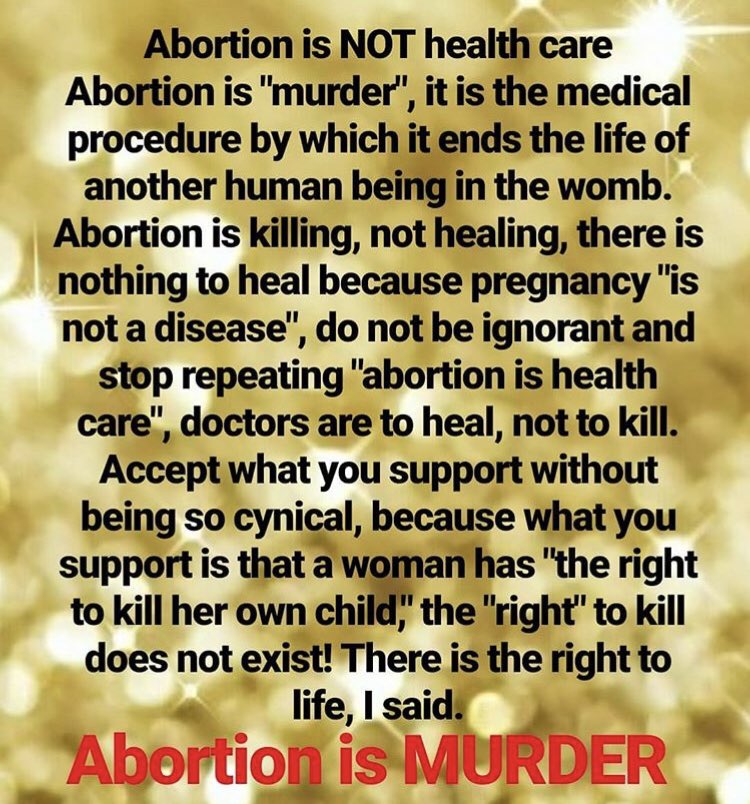 Abortion is NOT health care
Abortion is "murder", it is the medical
procedure by which it ends the life of
another human being in the womb.
Abortion is killing, not healing, there is
nothing to heal because pregnancy "is
not a disease", do not be ignorant and
stop repeating "abortion is health
care", doctors are to heal, not to kill.
Accept what you support without
being so cynical, because what you
support is that a woman has "the right
to kill her own child," the "right" to kill
does not exist! There is the right to
life, I said.
Abortion is MURDER